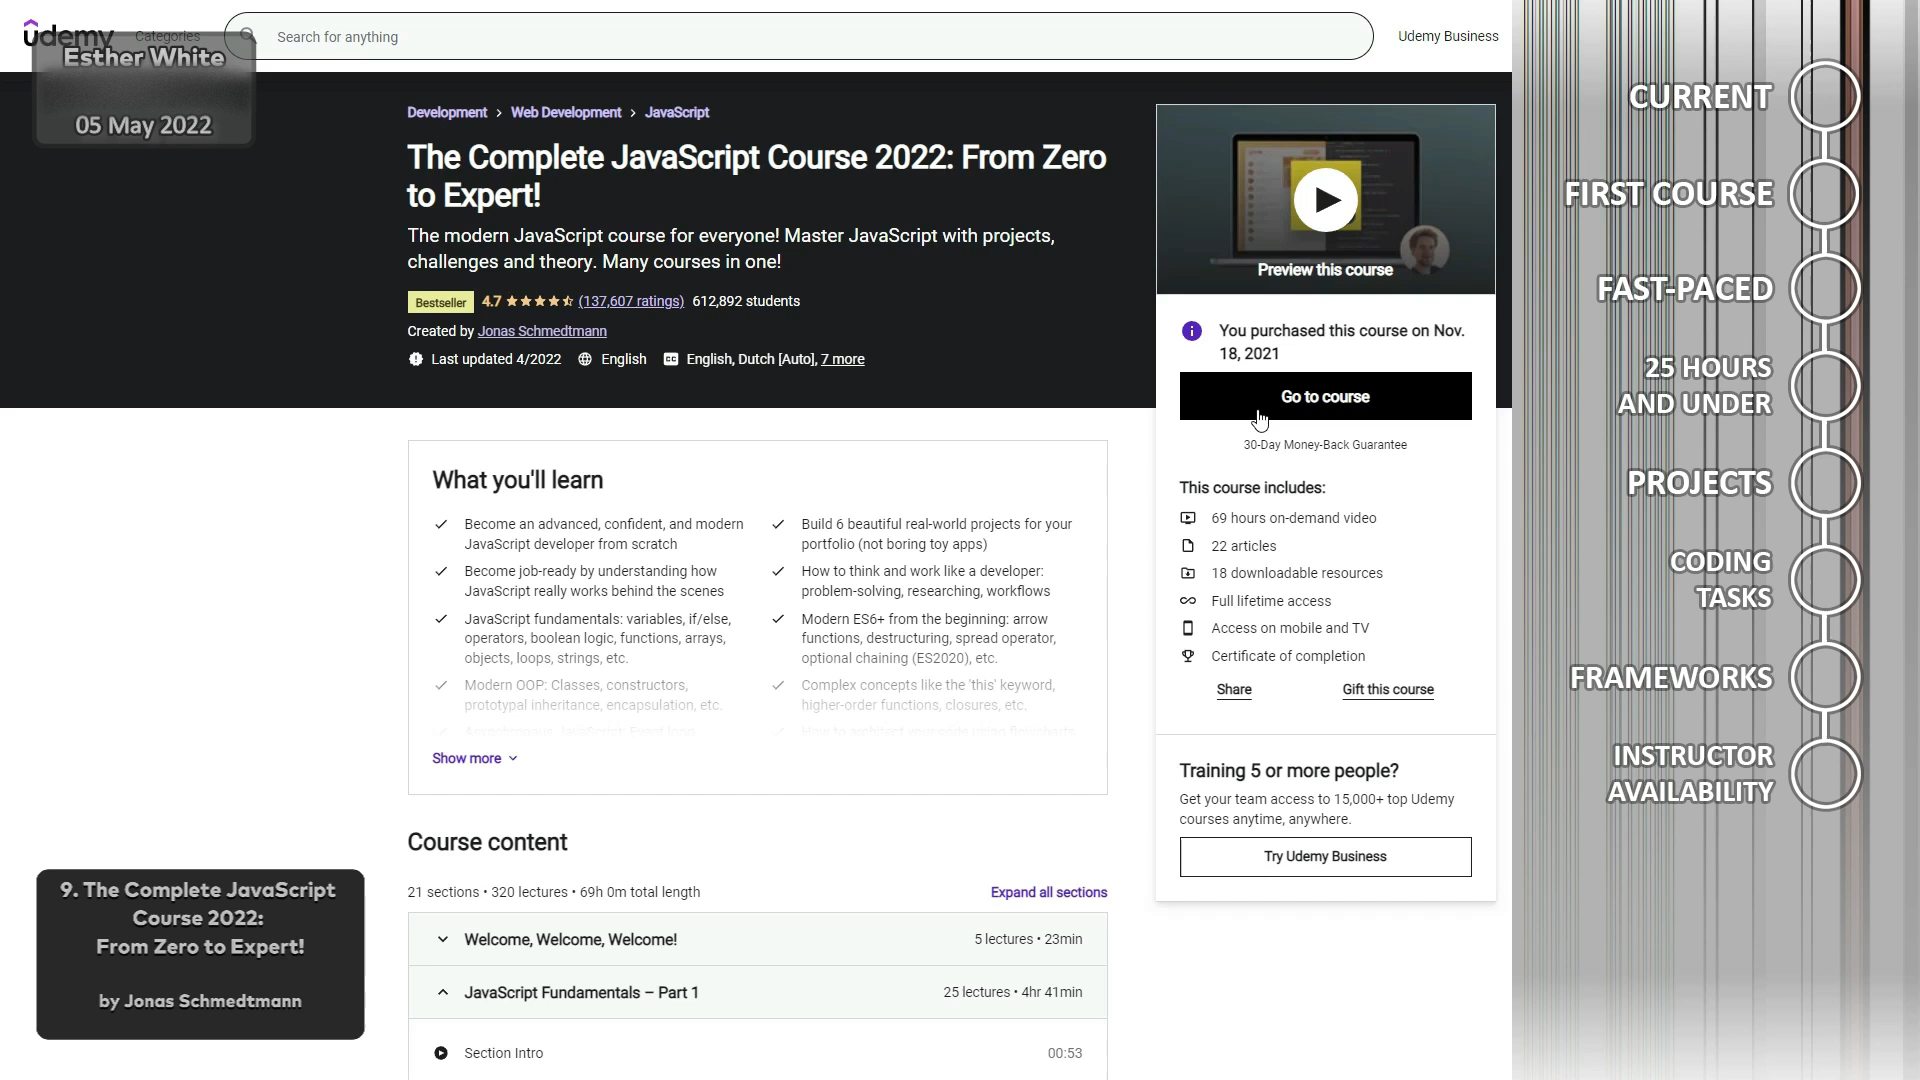 ûdemy
Categories
Search for anything
Udemy Business
Esther White
05 May 2022
Development > Web Development > JavaScript
The Complete JavaScript Course 2022: From Zero
to Expert!
The modern JavaScript course for everyone! Master JavaScript with projects,
challenges and theory. Many courses in one!
Bestseller 4.7 (137,607 ratings) 612,892 students
Created by Jonas Schmedtmann
Last updated 4/2022 English English, Dutch [Auto], 7 more
Preview this course
You purchased this course on Nov.
18, 2021
Go to course
30-Day Money-Back Guarantee
This course includes:
69 hours on-demand video
22 articles
18 downloadable resources
Full lifetime access
Access on mobile and TV
Certificate of completion
Share
Gift this course
Training 5 or more people?
Get your team access to 15,000+ top Udemy
courses anytime, anywhere.
Try Udemy Business
What you'll learn
Become an advanced, confident, and modern
JavaScript developer from scratch
Become job-ready by understanding how
JavaScript really works behind the scenes
JavaScript fundamentals: variables, if/else,
operators, boolean logic, functions, arrays,
objects, loops, strings, etc.
Modern OOP: Classes, constructors,
prototypal inheritance, encapsulation, etc.
Asynchronous JavaScript: Event loop,
Build 6 beautiful real-world projects for your
portfolio (not boring toy apps)
How to think and work like a developer:
problem-solving, researching, workflows
Modern ES6+ from the beginning: arrow
functions, destructuring, spread operator,
optional chaining (ES2020), etc.
Complex concepts like the 'this' keyword,
higher-order functions, closures, etc.
How to architect your code using flowcharts
Show more
Course content
21 sections • 320 lectures • 69h 0m total length
Expand all sections
Welcome, Welcome, Welcome!
5 lectures • 23min
JavaScript Fundamentals – Part 1
25 lectures • 4hr 41min
Section Intro
00:53
9. The Complete JavaScript
Course 2022:
From Zero to Expert!
by Jonas Schmedtmann
CURRENT
FIRST COURSE
FAST-PACED
25 HOURS
AND UNDER
PROJECTS
CODING
TASKS
FRAMEWORKS
INSTRUCTOR
AVAILABILITY